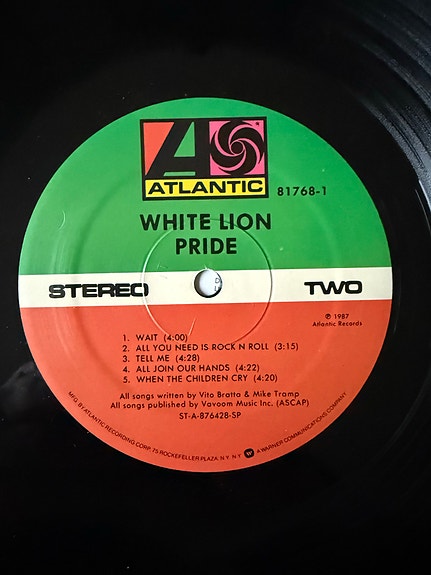 ATLANTIC
81768-1
WHITE LION
PRIDE
STEREO TWO
℗ 1987
Atlantic Records
1. WAIT (4:00)
2. ALL YOU NEED IS ROCK N ROLL (3:15)
3. TELL ME (4:28)
4. ALL JOIN OUR HANDS (4:22)
5. WHEN THE CHILDREN CRY (4:20)
All songs written by Vito Bratta & Mike Tramp
All songs published by Vavoom Music Inc. (ASCAP)
ST-A-876428-SP
MFG. BY ATLANTIC RECORDING CORP. 75 ROCKEFELLER PLAZA, N.Y. N.Y. A WARNER COMMUNICATIONS COMPANY